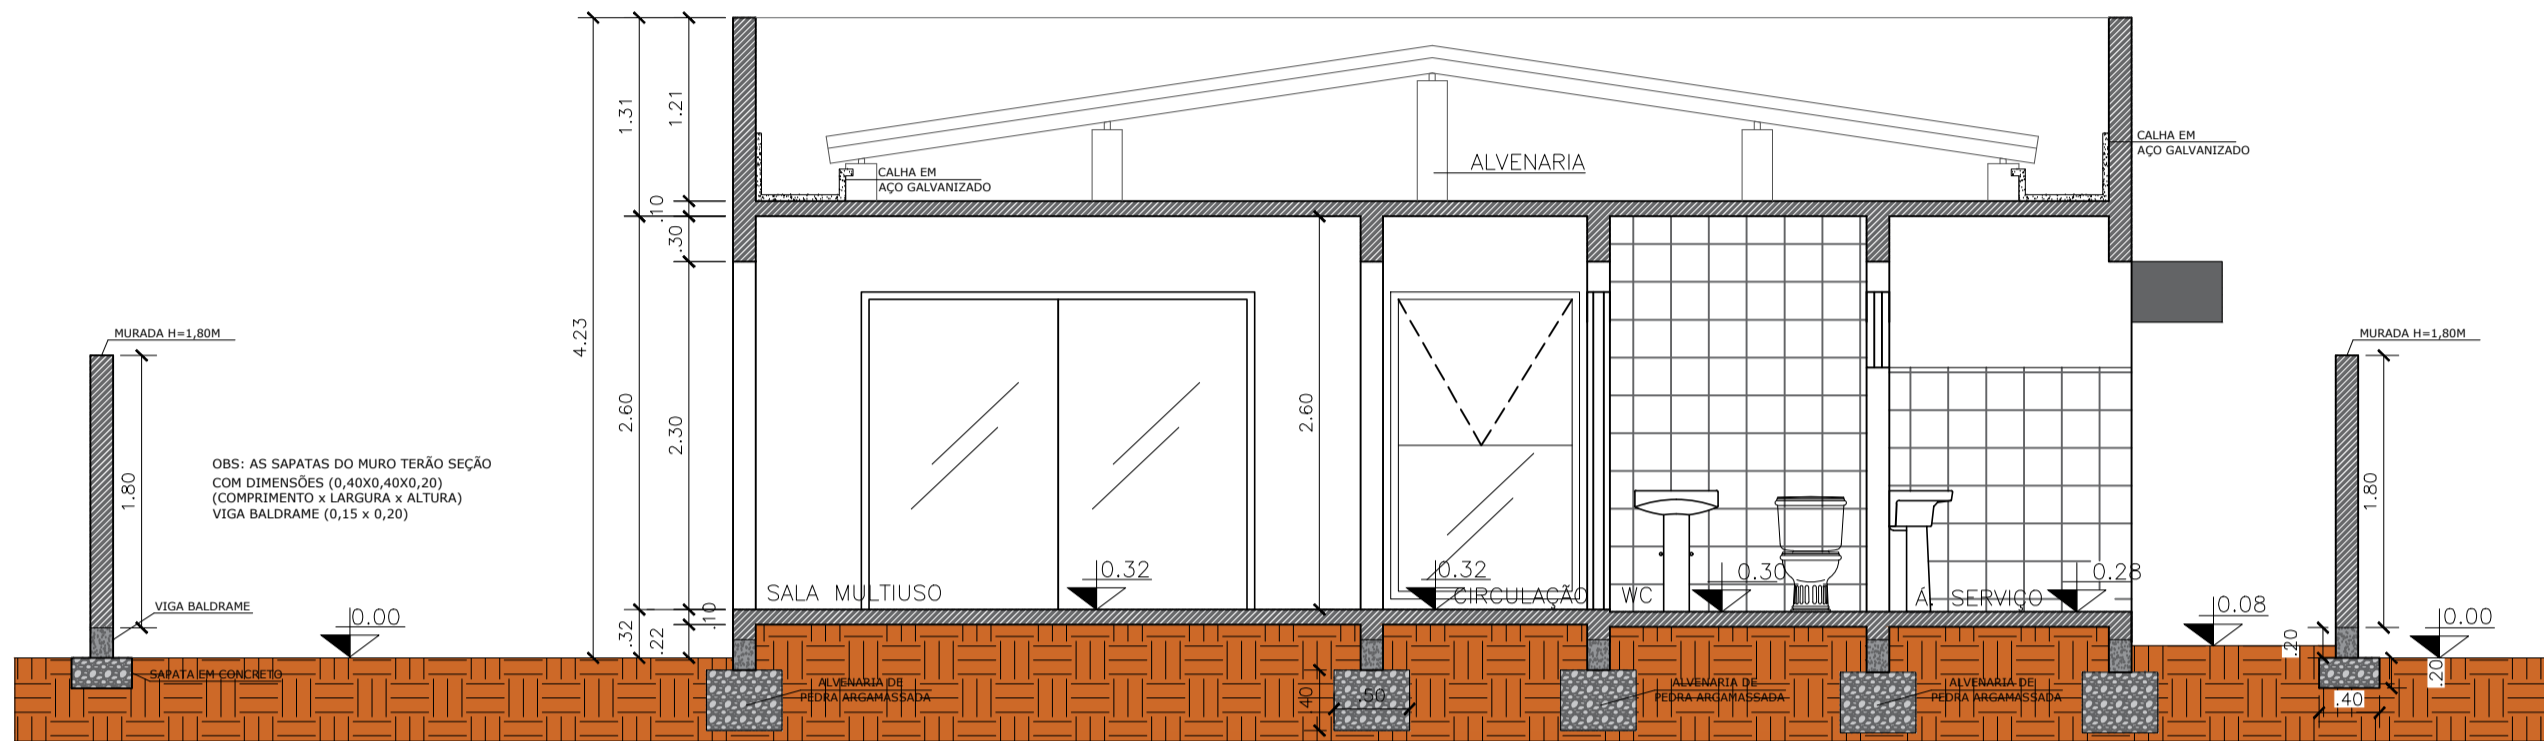 1.31
1.21
.10
.30
4.23
2.60
2.30
.32
.22
.10
CALHA EM
AÇO GALVANIZADO
ALVENARIA
CALHA EM
AÇO GALVANIZADO
MURADA H=1,80M
1.80
OBS: AS SAPATAS DO MURO TERÃO SEÇÃO
COM DIMENSÕES (0,40X0,40X0,20)
(COMPRIMENTO x LARGURA x ALTURA)
VIGA BALDRAME (0,15 x 0,20)
VIGA BALDRAME
0.00
SAPATA EM CONCRETO
2.60
SALA MULTIUSO
0.32
0.32
CIRCULAÇÃO
WC
0.30
Á. SERVIÇO
0.28
0.08
MURADA H=1,80M
1.80
0.00
.20
.20
.40
ALVENARIA DE
PEDRA ARGAMASSADA
.40
.50
ALVENARIA DE
PEDRA ARGAMASSADA
ALVENARIA DE
PEDRA ARGAMASSADA